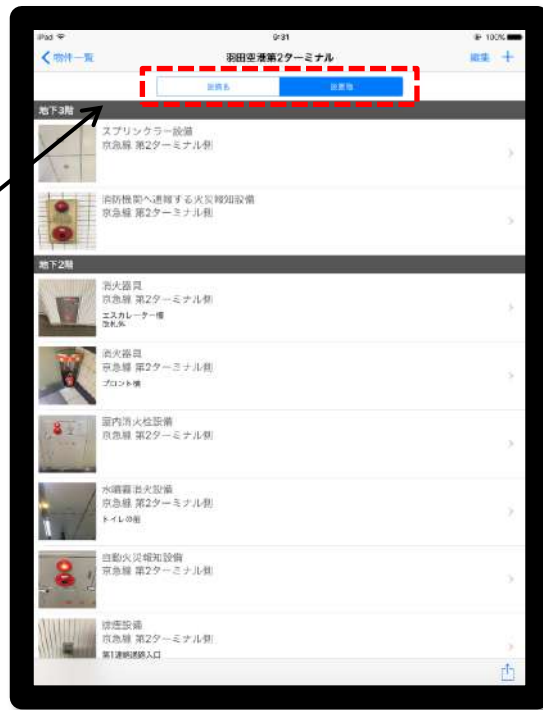 iPad 9:31 100%
物件一覧 羽田空港第2ターミナル 編集 +
設備名 設置階
地下3階
スプリンクラー設備
京急線 第2ターミナル側
消防機関へ通報する火災報知設備
京急線 第2ターミナル側
地下2階
消火器具
京急線 第2ターミナル側
エスカレーター横
改札外
消火器具
京急線 第2ターミナル側
プロント横
屋内消火栓設備
京急線 第2ターミナル側
水噴霧消火設備
京急線 第2ターミナル側
トイレの前
自動火災報知設備
京急線 第2ターミナル側
排煙設備
京急線 第2ターミナル側
第1連絡通路入口